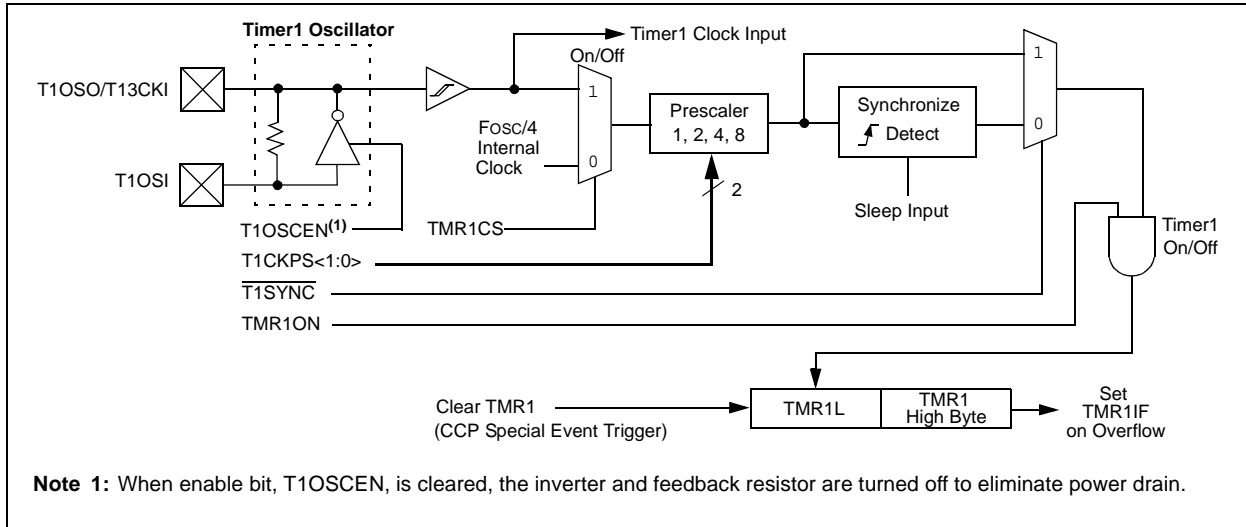 Timer1 Oscillator
Timer1 Clock Input
On/Off
T1OSO/T13CKI
1
1
Prescaler
1, 2, 4, 8
Synchronize
Detect
FOSC/4
Internal
Clock
0
0
T1OSI
2
Sleep Input
T1OSCEN(1)
TMR1CS
Timer1
On/Off
T1CKPS<1:0>
T1SYNC
TMR1ON
Clear TMR1
(CCP Special Event Trigger)
TMR1L
TMR1
High Byte
Set
TMR1IF
on Overflow
Note 1: When enable bit, T1OSCEN, is cleared, the inverter and feedback resistor are turned off to eliminate power drain.